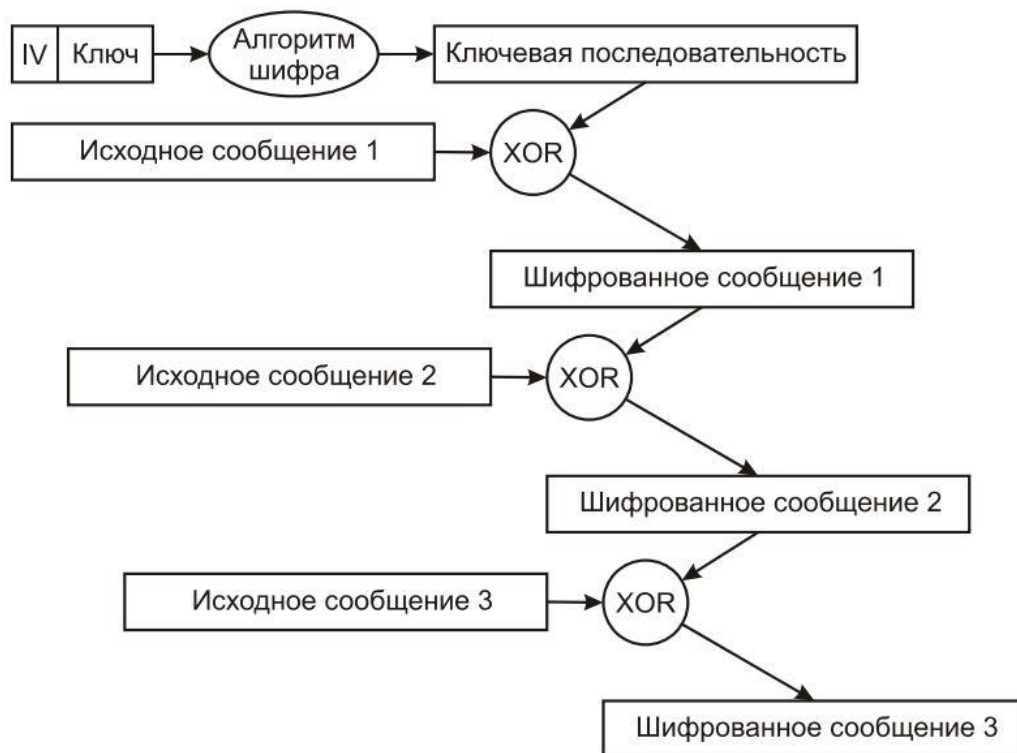 IV Ключ
Алгоритм
шифра
Ключевая последовательность
Исходное сообщение 1
XOR
Шифрованное сообщение 1
Исходное сообщение 2
XOR
Шифрованное сообщение 2
Исходное сообщение 3
XOR
Шифрованное сообщение 3